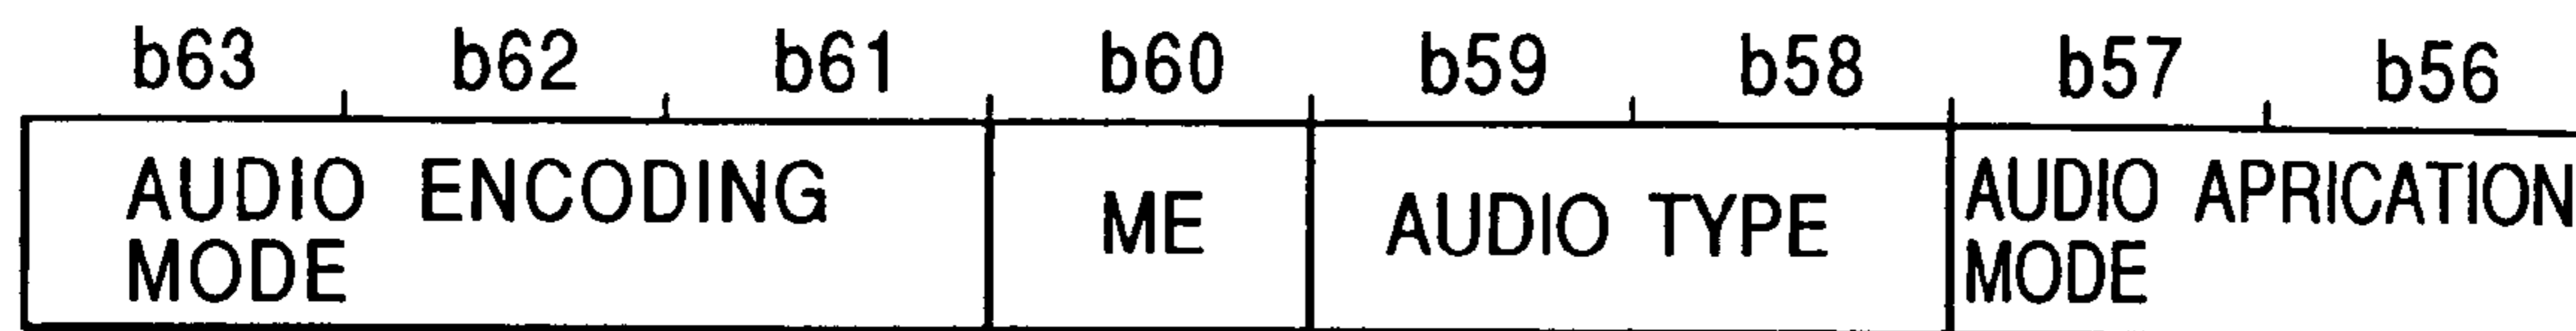 b63 b62 b61 b60 b59 b58 b57 b56
AUDIO ENCODING
MODE
ME
AUDIO TYPE
AUDIO APRICATION
MODE